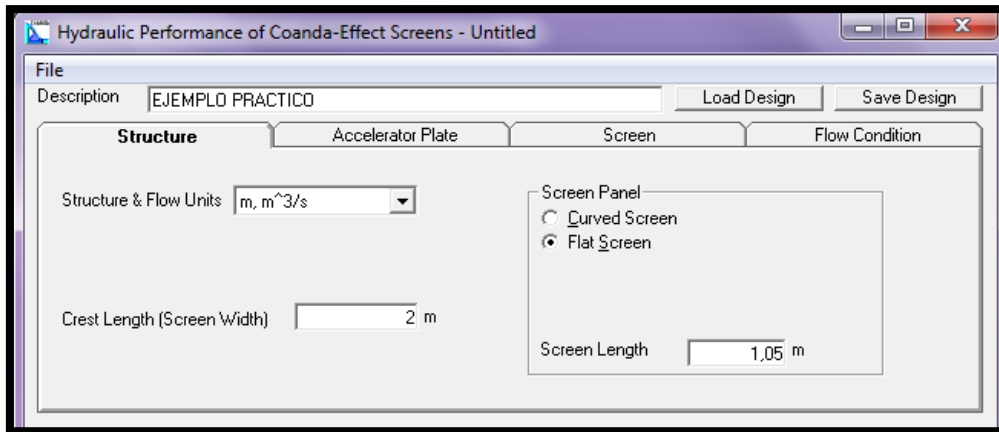 Hydraulic Performance of Coanda-Effect Screens - Untitled
File
Description EJEMPLO PRACTICO Load Design Save Design
Structure Accelerator Plate Screen Flow Condition
Structure & Flow Units m, m^3/s
Screen Panel
Curved Screen
Flat Screen
Crest Length (Screen Width) 2 m
Screen Length 1,05 m